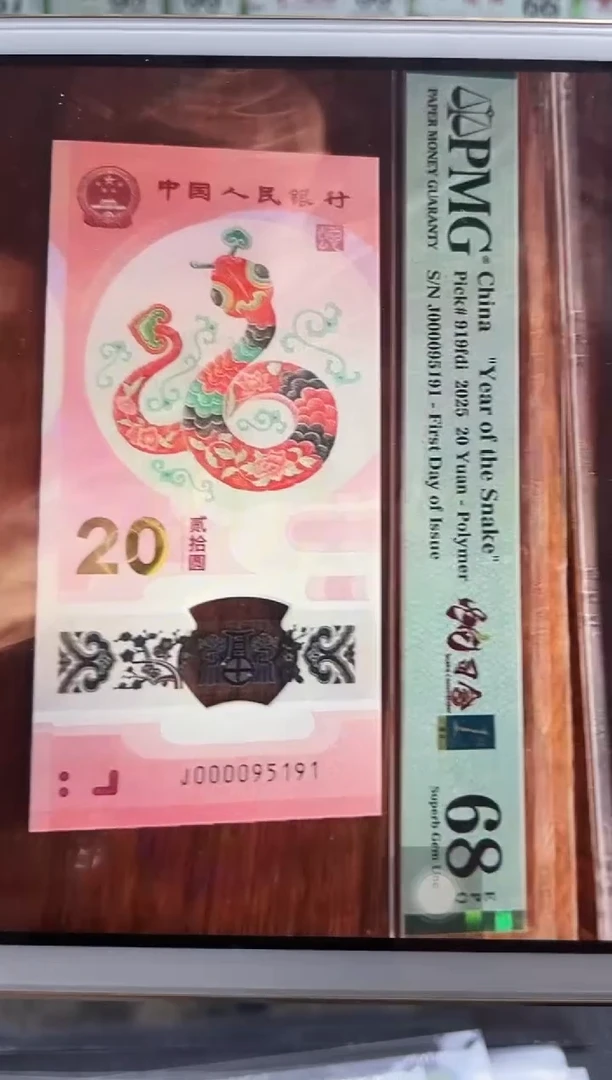 中国人民银行
20
贰拾圆
J000095191
PMG
PAPER MONEY GUARANTY
China "Year of the Snake"
Pick# 919fd1 2025 20 Yuan - Polymer
S/N J000095191 - First Day of Issue
68
EPQ
Superb Gem Unc